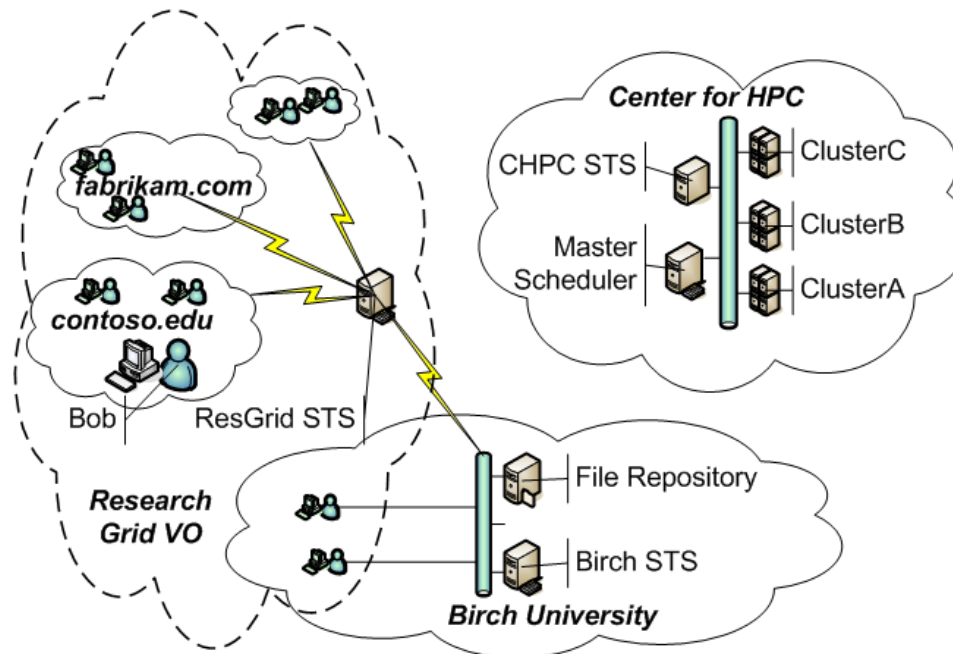 fabrikam.com
contoso.edu
Bob
ResGrid STS
Research
Grid VO
Center for HPC
CHPC STS
Master
Scheduler
ClusterC
ClusterB
ClusterA
File Repository
Birch STS
Birch University